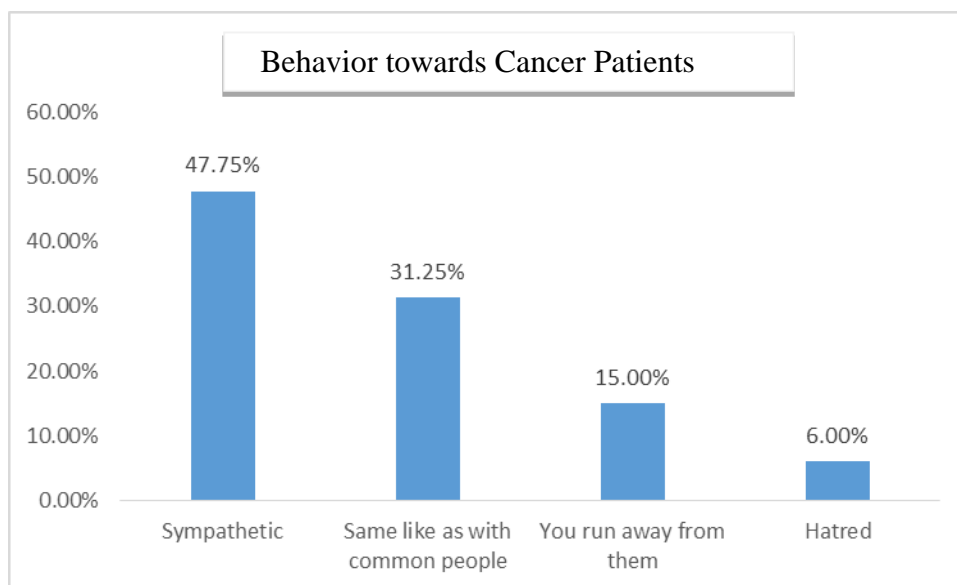 Behavior towards Cancer Patients
60.00%
50.00%
40.00%
30.00%
20.00%
10.00%
0.00%
47.75%
31.25%
15.00%
6.00%
Sympathetic
Same like as with
common people
You run away from
them
Hatred